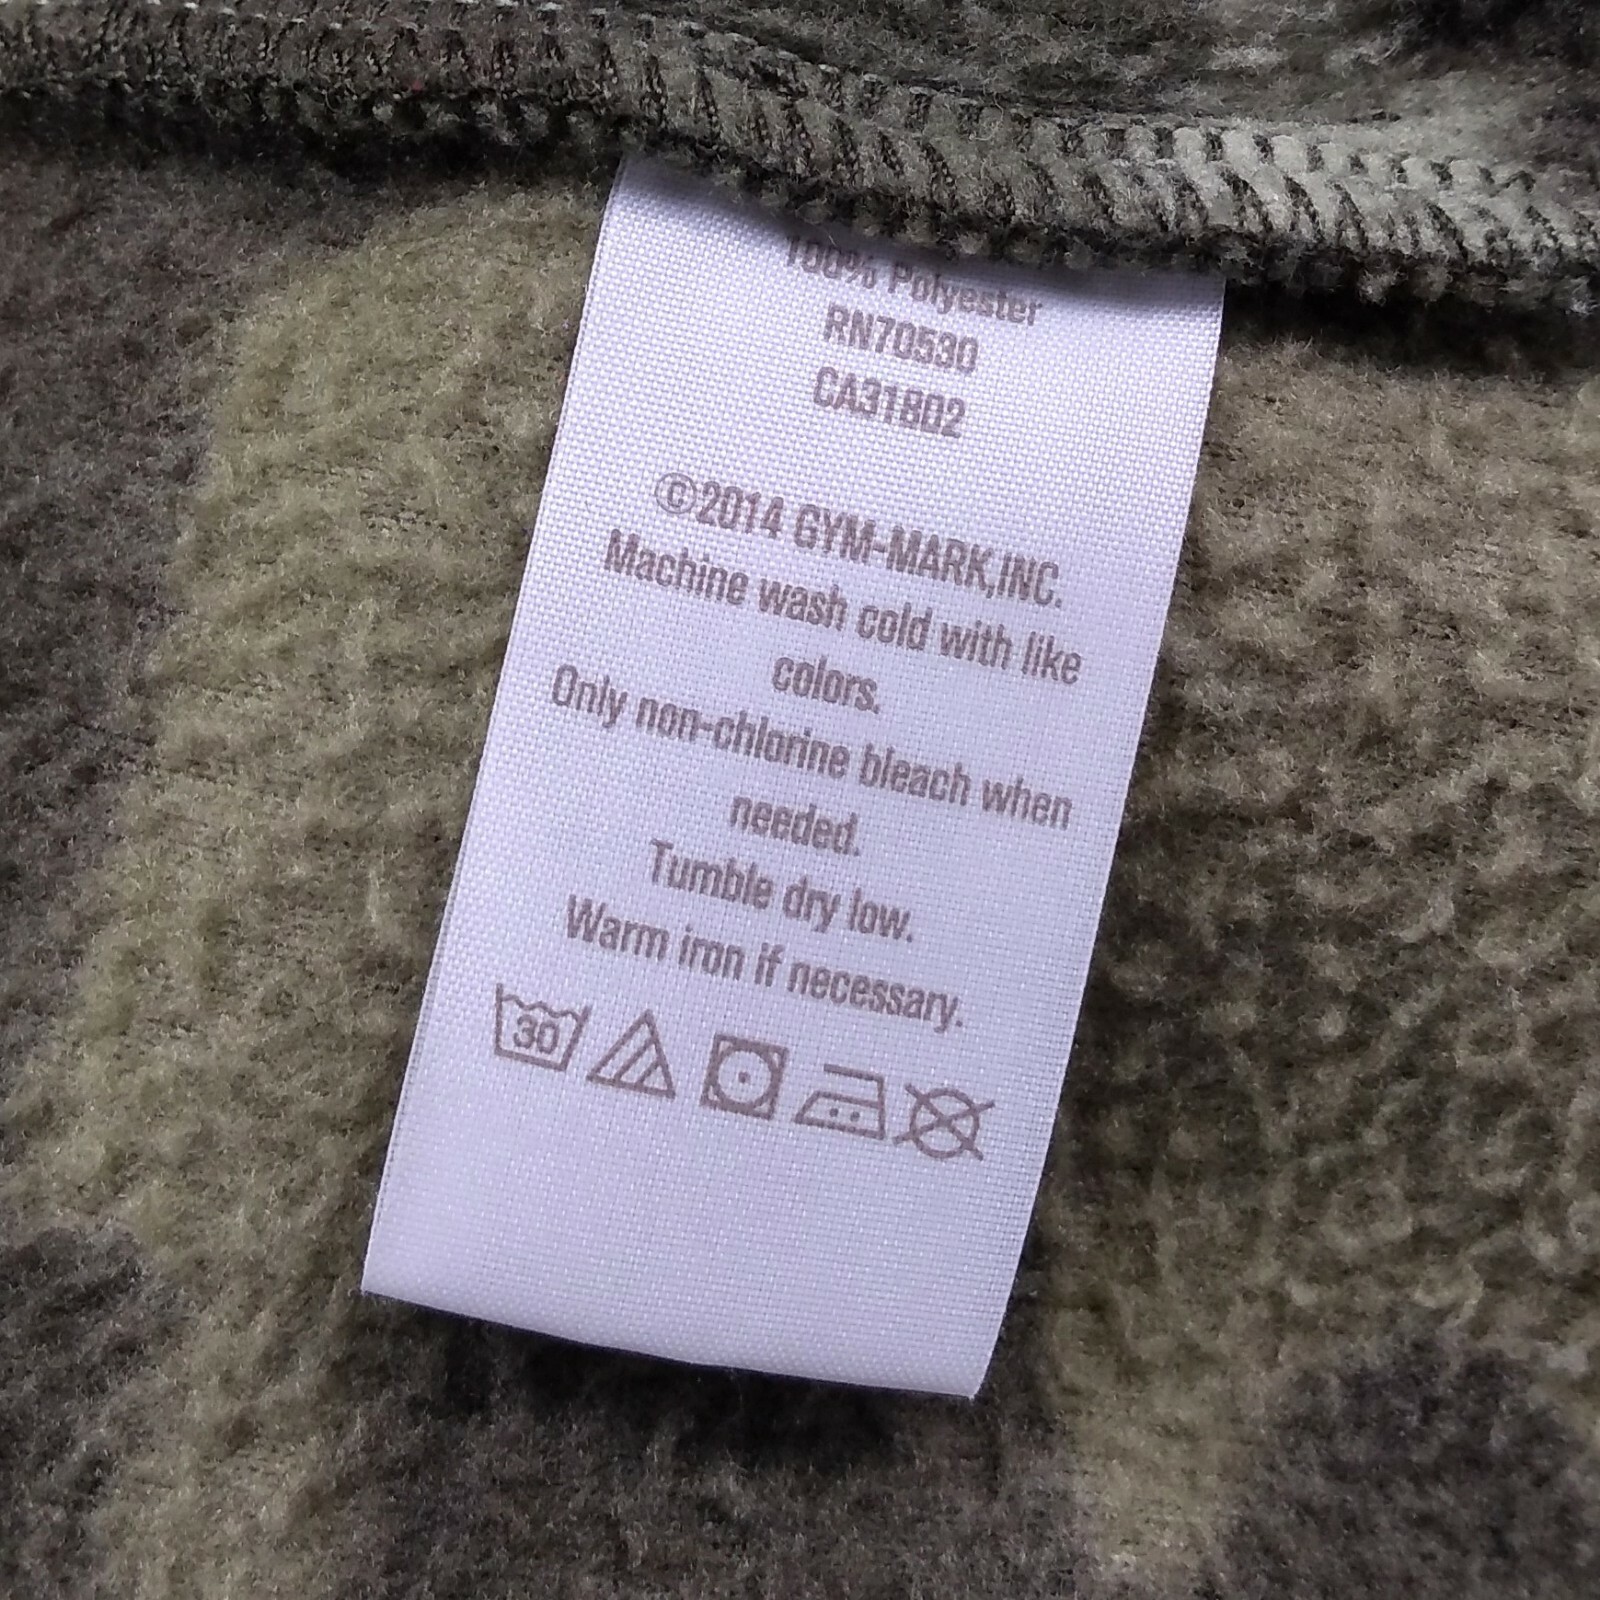 100% Polyester
RN70530
CA31802
©2014 GYM-MARK,INC.
Machine wash cold with like
colors.
Only non-chlorine bleach when
needed.
Tumble dry low.
Warm iron if necessary.
30